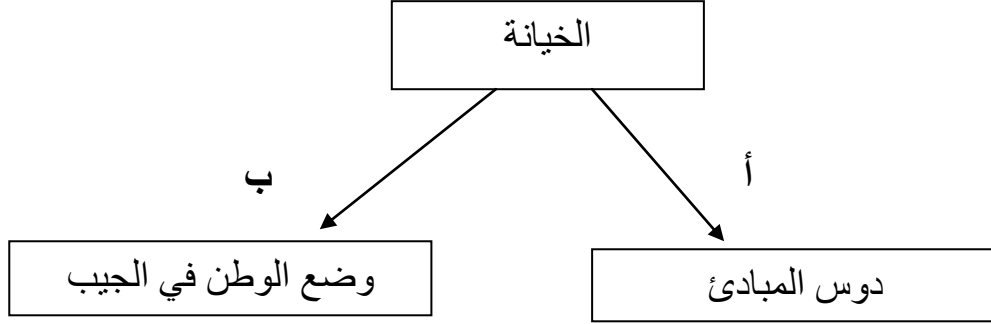 الخيانة
أ
ب
دوس المبادئ
وضع الوطن في الجيب